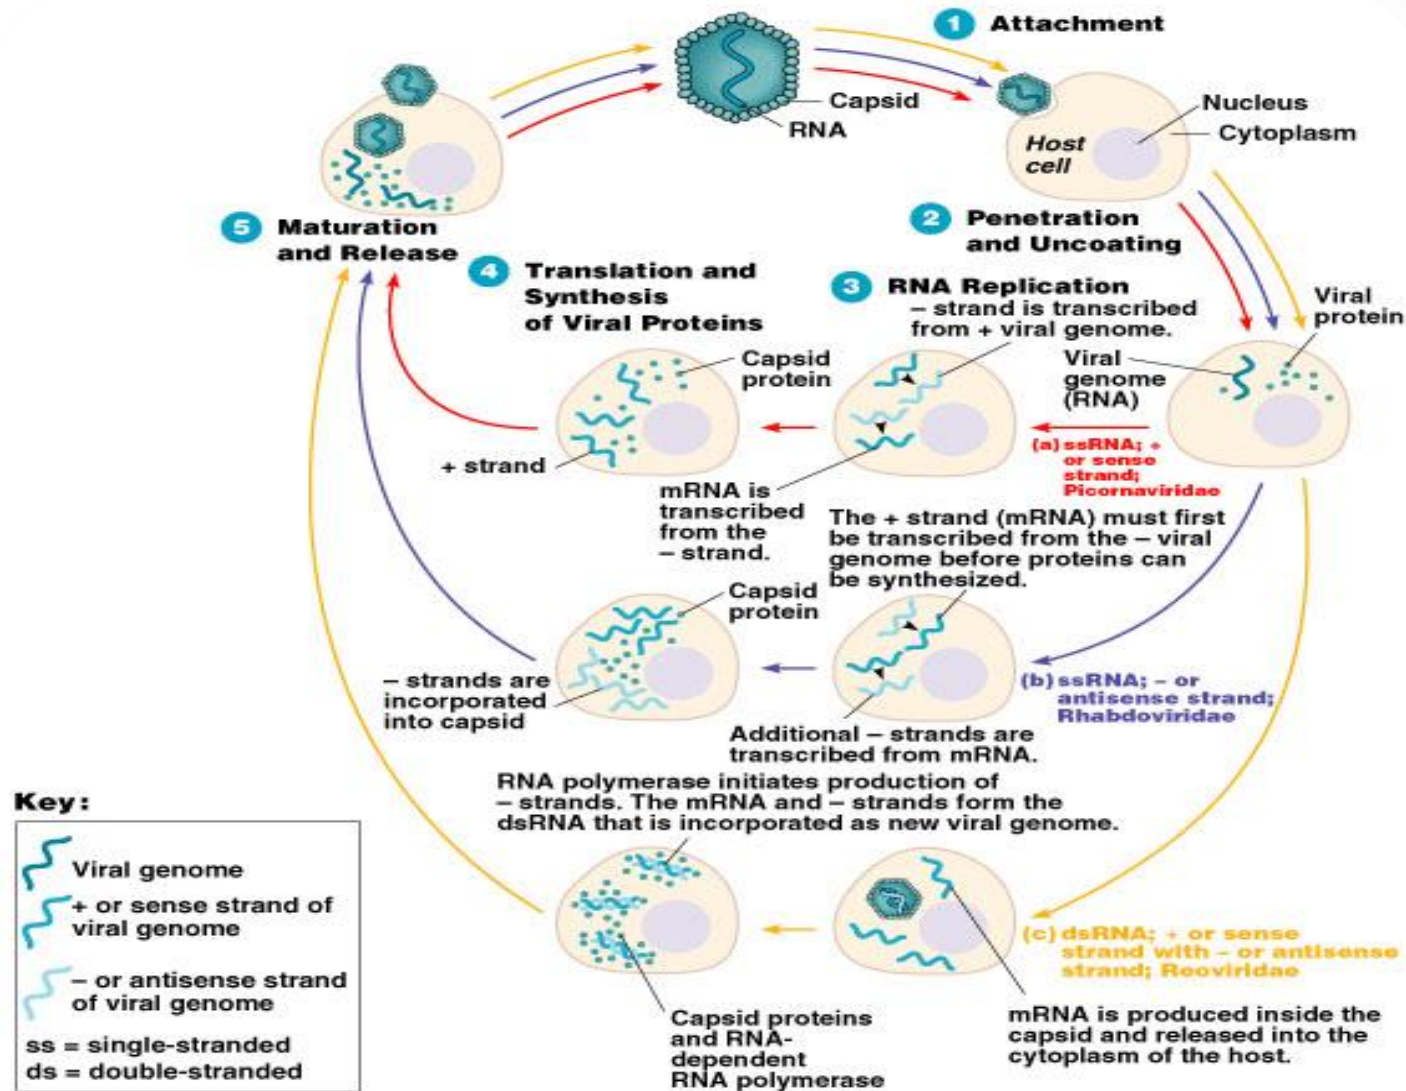 1 Attachment
Capsid
RNA
Nucleus
Cytoplasm
Host
cell
2 Penetration
and Uncoating
5 Maturation
and Release
4 Translation and
Synthesis
of Viral Proteins
3 RNA Replication
– strand is transcribed
from + viral genome.
Viral
protein
Viral
genome
(RNA)
Capsid
protein
(a) ssRNA; +
or sense
strand;
Picornaviridae
+ strand
mRNA is
transcribed
from the
– strand.
The + strand (mRNA) must first
be transcribed from the – viral
genome before proteins can
be synthesized.
Capsid
protein
– strands are
incorporated
into capsid
(b) ssRNA; – or
antisense strand;
Rhabdoviridae
Additional – strands are
transcribed from mRNA.
RNA polymerase initiates production of
– strands. The mRNA and – strands form the
dsRNA that is incorporated as new viral genome.
Key:
Viral genome
+ or sense strand of
viral genome
– or antisense strand
of viral genome
ss = single-stranded
ds = double-stranded
(c) dsRNA; + or sense
strand with – or antisense
strand; Reoviridae
Capsid proteins
and RNA-
dependent
RNA polymerase
mRNA is produced inside the
capsid and released into the
cytoplasm of the host.